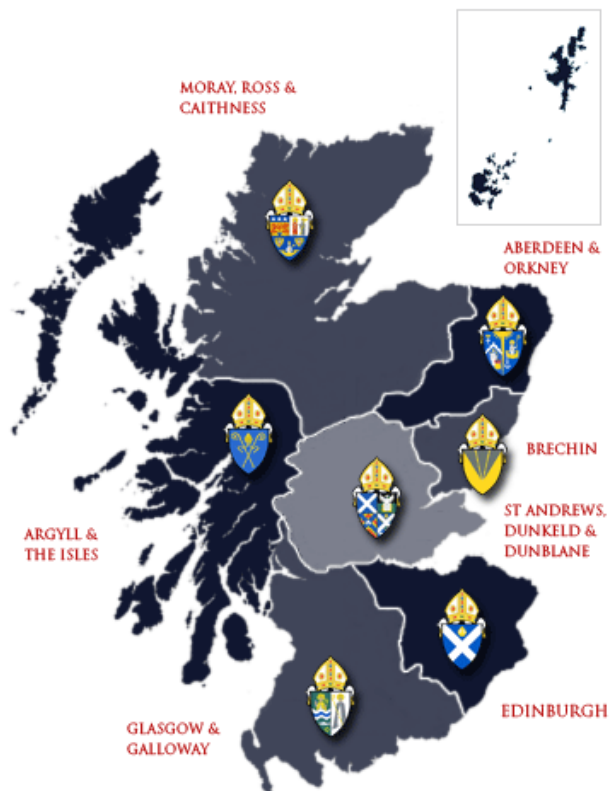 MORAY, ROSS &
CAITHNESS
ABERDEEN &
ORKNEY
BRECHIN
ST ANDREWS,
DUNKELD &
DUNBLANE
ARGYLL &
THE ISLES
EDINBURGH
GLASGOW &
GALLOWAY